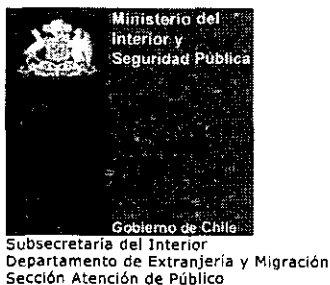 Ministerio del
Interior y
Seguridad Pública
Gobierno de Chile
Subsecretaría del Interior
Departamento de Extranjería y Migración
Sección Atención de Público